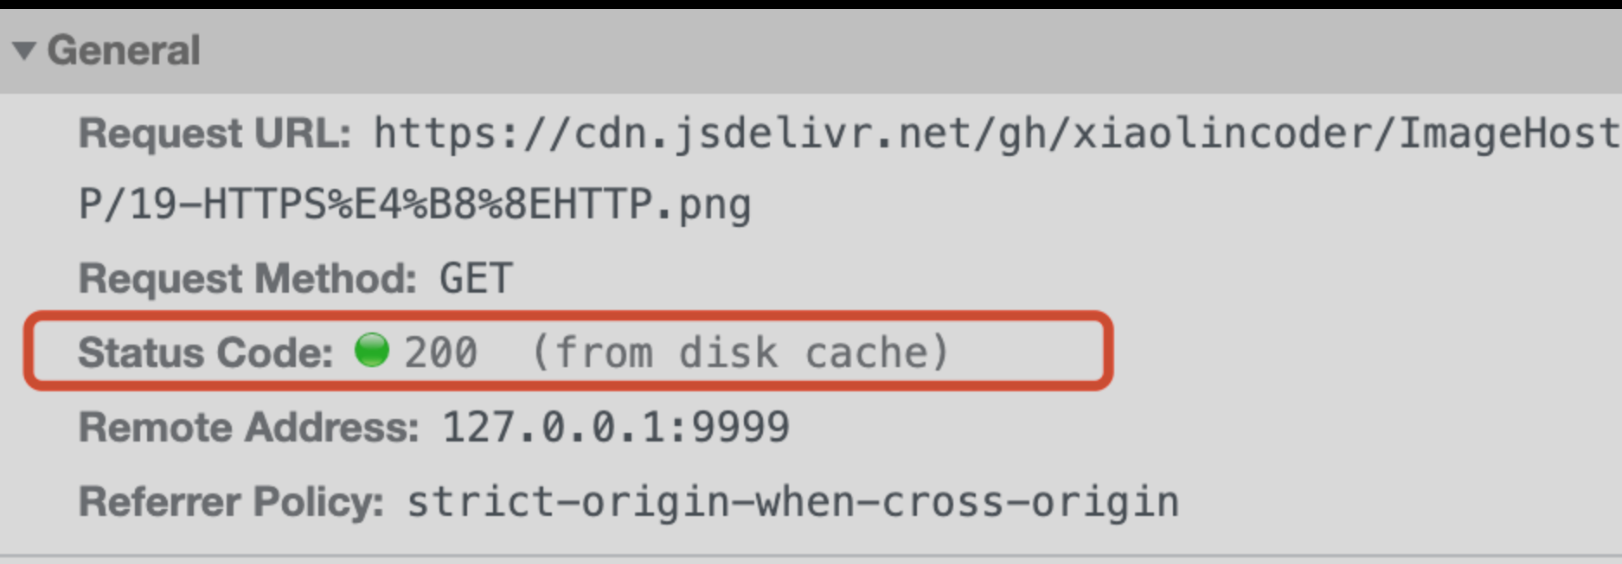 General
Request URL: https://cdn.jsdelivr.net/gh/xiaolincoder/ImageHost
P/19-HTTPS%E4%B8%8EHTTP.png
Request Method: GET
Status Code: 200 (from disk cache)
Remote Address: 127.0.0.1:9999
Referrer Policy: strict-origin-when-cross-origin